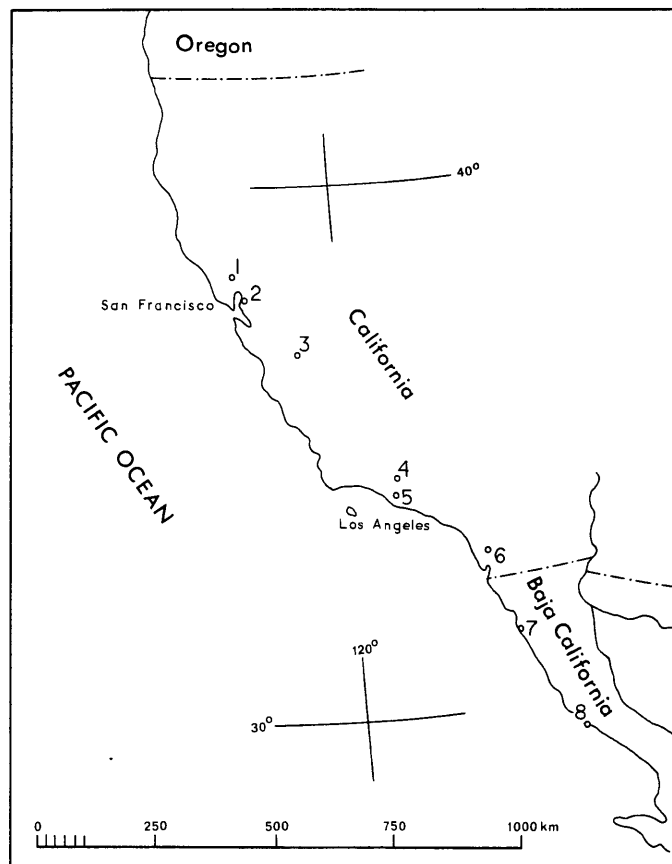 Oregon
40°
1
2
San Francisco
3
California
PACIFIC OCEAN
4
5
Los Angeles
6
Baja California
7
120°
8
30°
0 250 500 750 1000 km